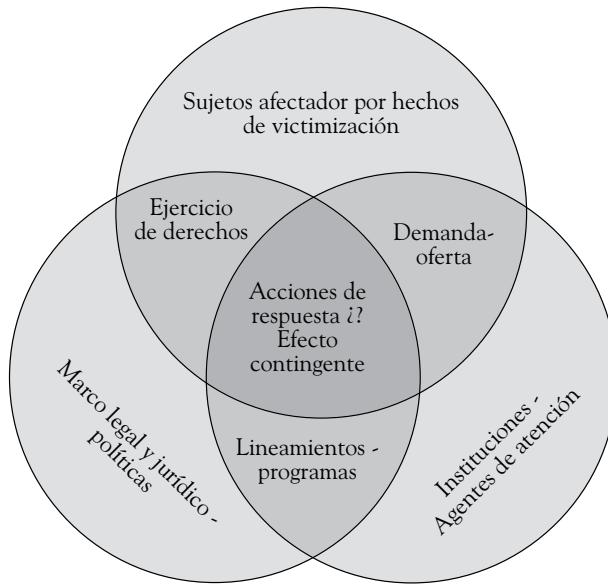 Sujetos afectador por hechos
de victimización
Ejercicio
de derechos
Demanda-
oferta
Acciones de
respuesta ¿?
Efecto
contingente
Marco legal y jurídico -
políticas
Lineamientos -
programas
Instituciones -
Agentes de atención